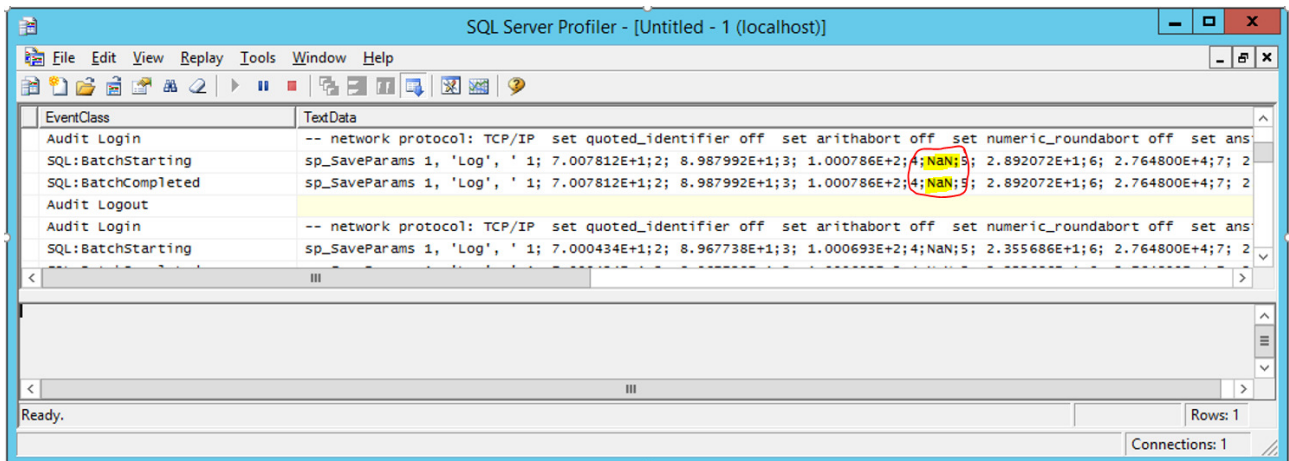 SQL Server Profiler - [Untitled - 1 (localhost)]
File Edit View Replay Tools Window Help
EventClass TextData
Audit Login -- network protocol: TCP/IP set quoted_identifier off set arithabort off set numeric_roundabort off set ans
SQL:BatchStarting sp_SaveParams 1, 'Log', ' 1; 7.007812E+1;2; 8.987992E+1;3; 1.000786E+2;4;NaN;5; 2.892072E+1;6; 2.764800E+4;7; 2
SQL:BatchCompleted sp_SaveParams 1, 'Log', ' 1; 7.007812E+1;2; 8.987992E+1;3; 1.000786E+2;4;NaN;5; 2.892072E+1;6; 2.764800E+4;7; 2
Audit Logout
Audit Login -- network protocol: TCP/IP set quoted_identifier off set arithabort off set numeric_roundabort off set ans
SQL:BatchStarting sp_SaveParams 1, 'Log', ' 1; 7.000434E+1;2; 8.967738E+1;3; 1.000693E+2;4;NaN;5; 2.355686E+1;6; 2.764800E+4;7; 2
Ready.
Rows: 1
Connections: 1